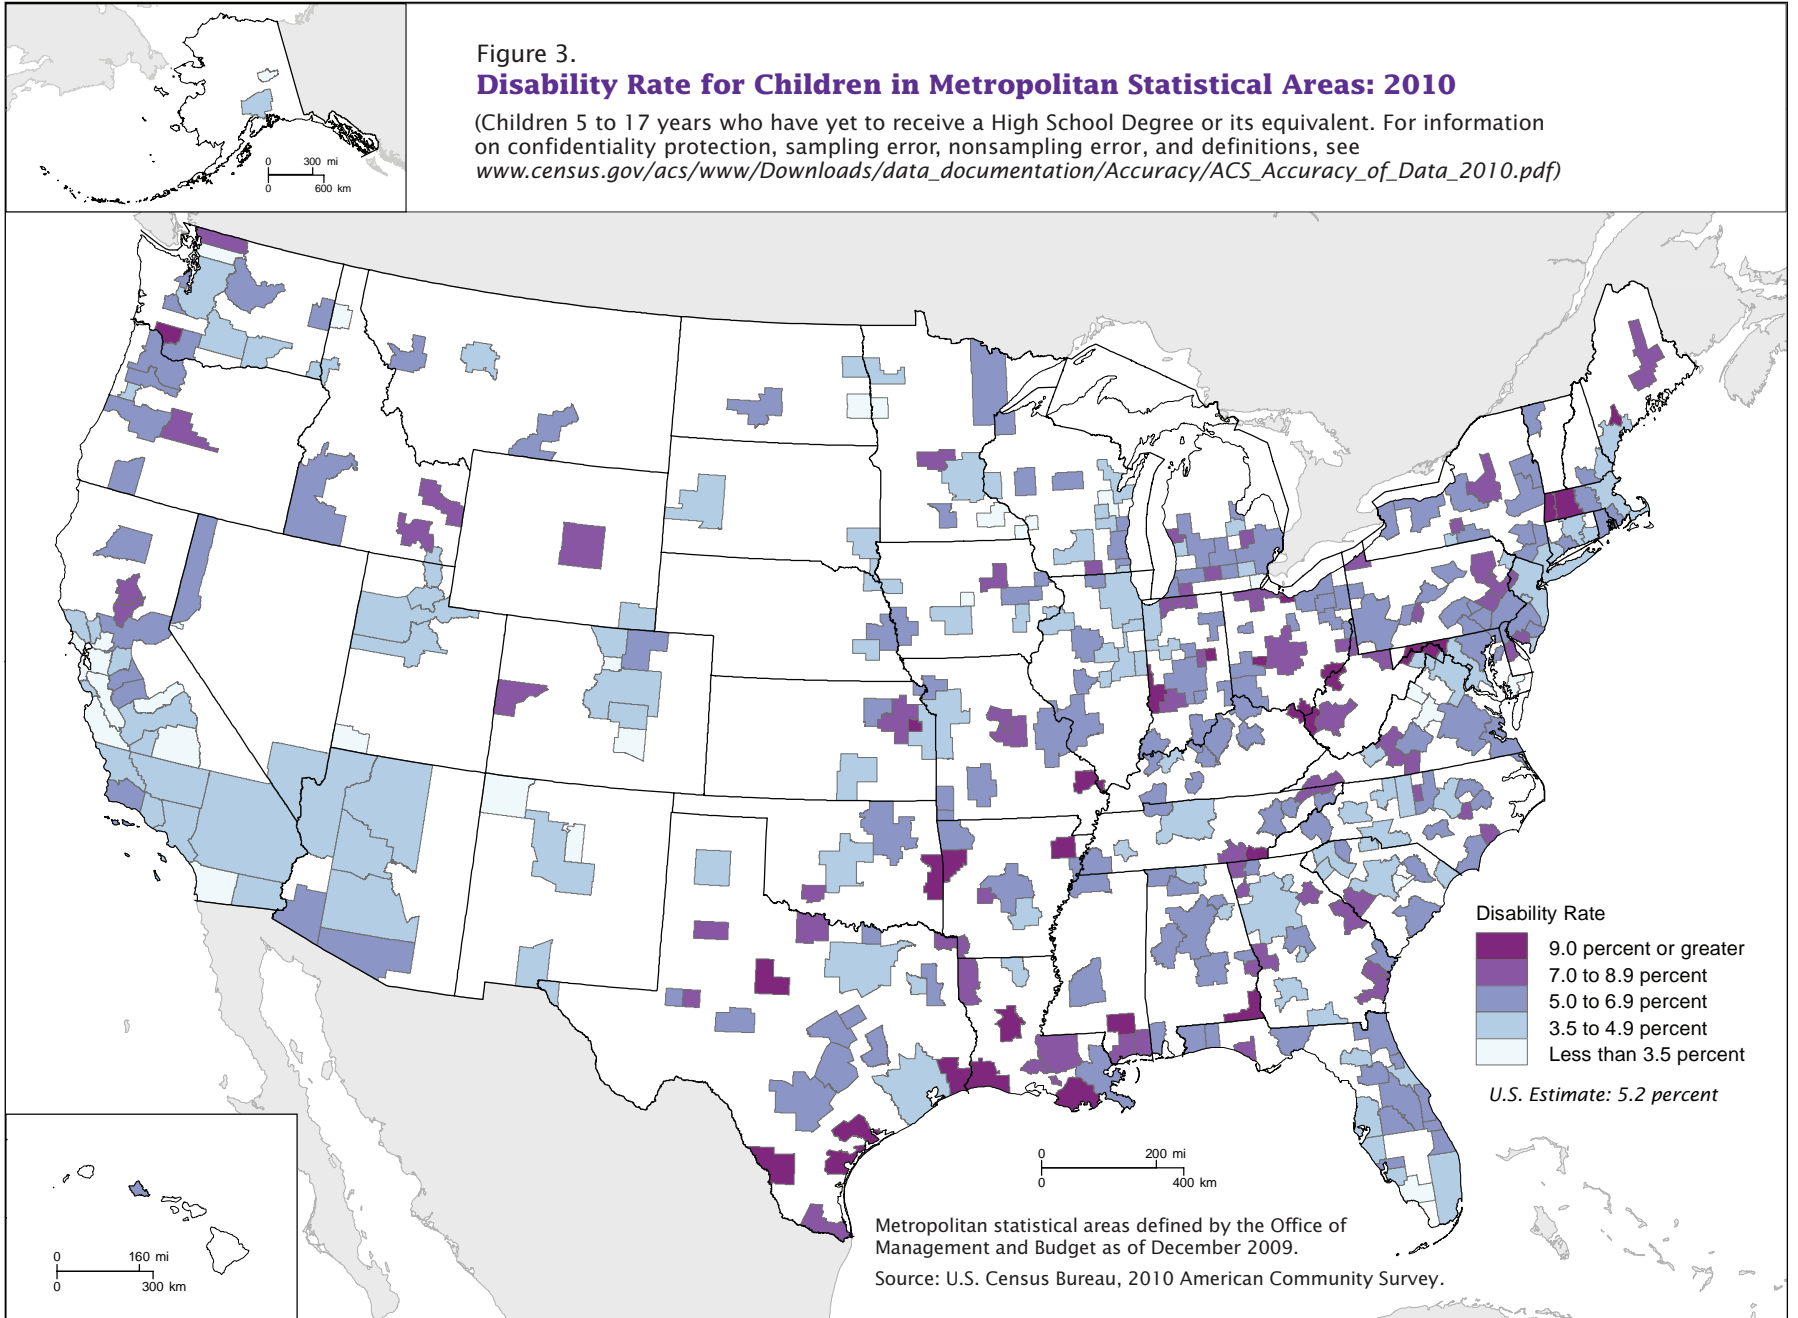 Figure 3.
Disability Rate for Children in Metropolitan Statistical Areas: 2010
(Children 5 to 17 years who have yet to receive a High School Degree or its equivalent. For information
on confidentiality protection, sampling error, nonsampling error, and definitions, see
www.census.gov/acs/www/Downloads/data_documentation/Accuracy/ACS_Accuracy_of_Data_2010.pdf)
0 300 mi
0 600 km
Disability Rate
9.0 percent or greater
7.0 to 8.9 percent
5.0 to 6.9 percent
3.5 to 4.9 percent
Less than 3.5 percent
U.S. Estimate: 5.2 percent
0 200 mi
0 400 km
0 160 mi
0 300 km
Metropolitan statistical areas defined by the Office of
Management and Budget as of December 2009.
Source: U.S. Census Bureau, 2010 American Community Survey.